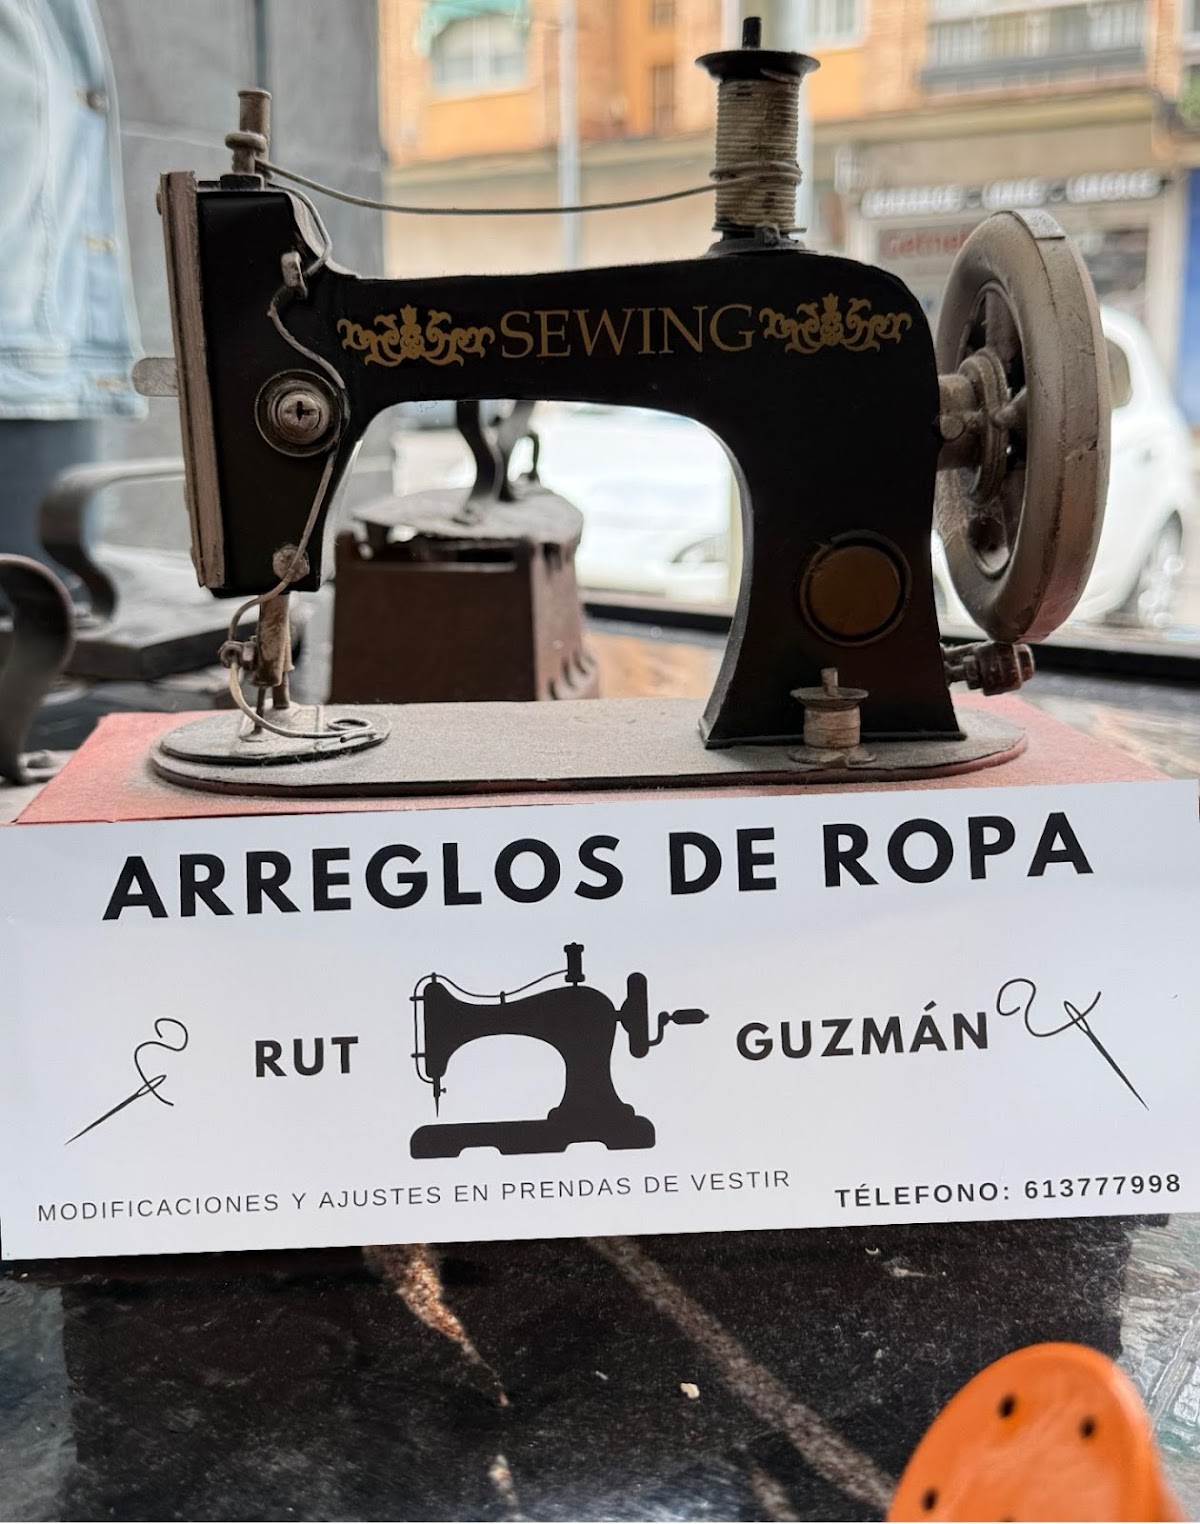 SEWING
ARREGLOS DE ROPA
RUT GUZMÁN
MODIFICACIONES Y AJUSTES EN PRENDAS DE VESTIR
TÉLEFONO: 613777998